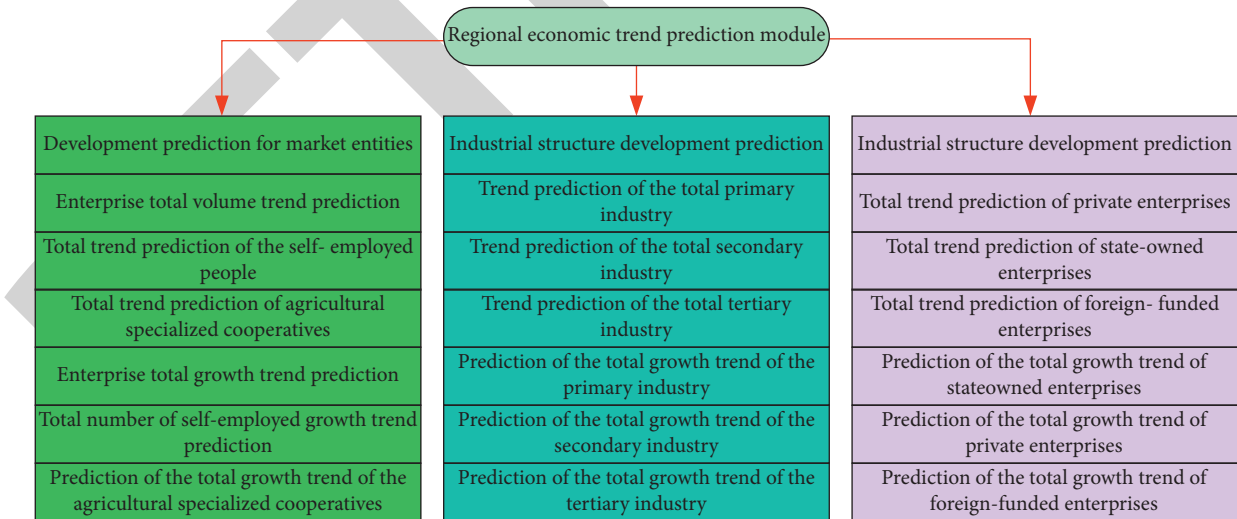 Regional economic trend prediction module
Development prediction for market entities
Enterprise total volume trend prediction
Total trend prediction of the self- employed
people
Total trend prediction of agricultural
specialized cooperatives
Enterprise total growth trend prediction
Total number of self-employed growth trend
prediction
Prediction of the total growth trend of the
agricultural specialized cooperatives
Industrial structure development prediction
Trend prediction of the total primary
industry
Trend prediction of the total secondary
industry
Trend prediction of the total tertiary
industry
Prediction of the total growth trend of the
primary industry
Prediction of the total growth trend of the
secondary industry
Prediction of the total growth trend of the
tertiary industry
Industrial structure development prediction
Total trend prediction of private enterprises
Total trend prediction of state-owned
enterprises
Total trend prediction of foreign- funded
enterprises
Prediction of the total growth trend of
stateowned enterprises
Prediction of the total growth trend of
private enterprises
Prediction of the total growth trend of
foreign-funded enterprises